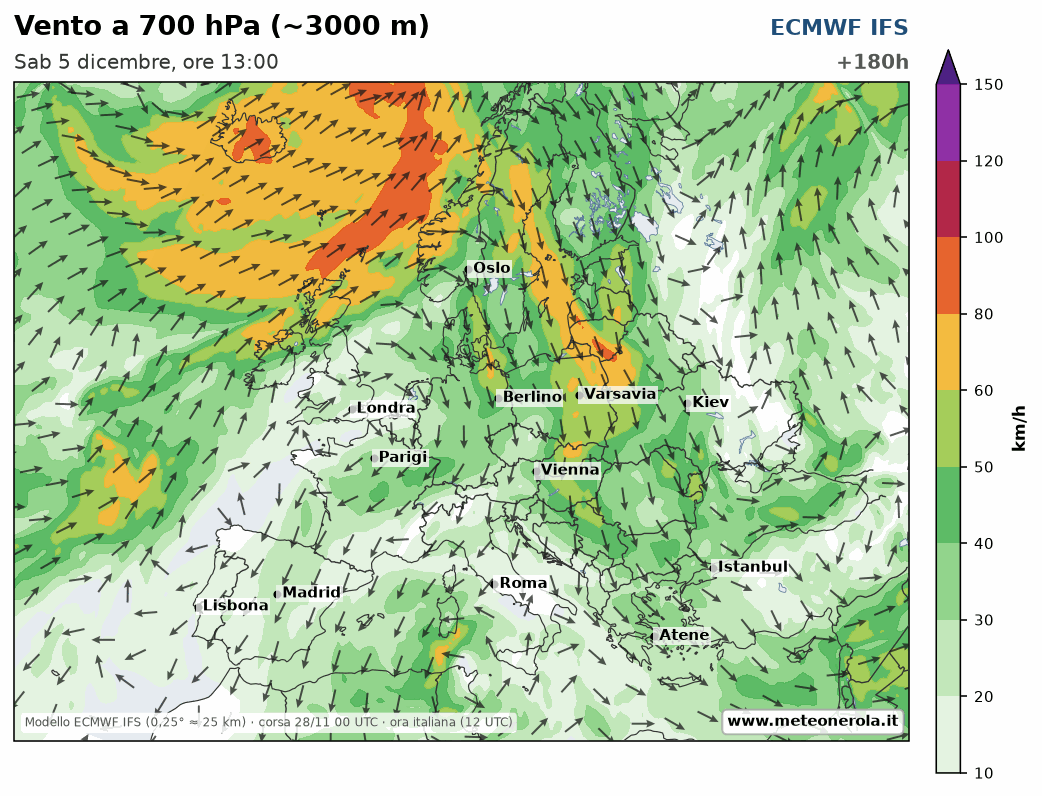 Vento a 700 hPa (~3000 m)
ECMWF IFS
Sab 5 dicembre, ore 13:00
+180h
150
120
100
80
60
50
40
30
20
10
km/h
Oslo
Londra
Berlino
Varsavia
Kiev
Parigi
Vienna
Istanbul
Roma
Madrid
Lisbona
Atene
Modello ECMWF IFS (0,25° ≈ 25 km) · corsa 28/11 00 UTC · ora italiana (12 UTC)
www.meteonerola.it